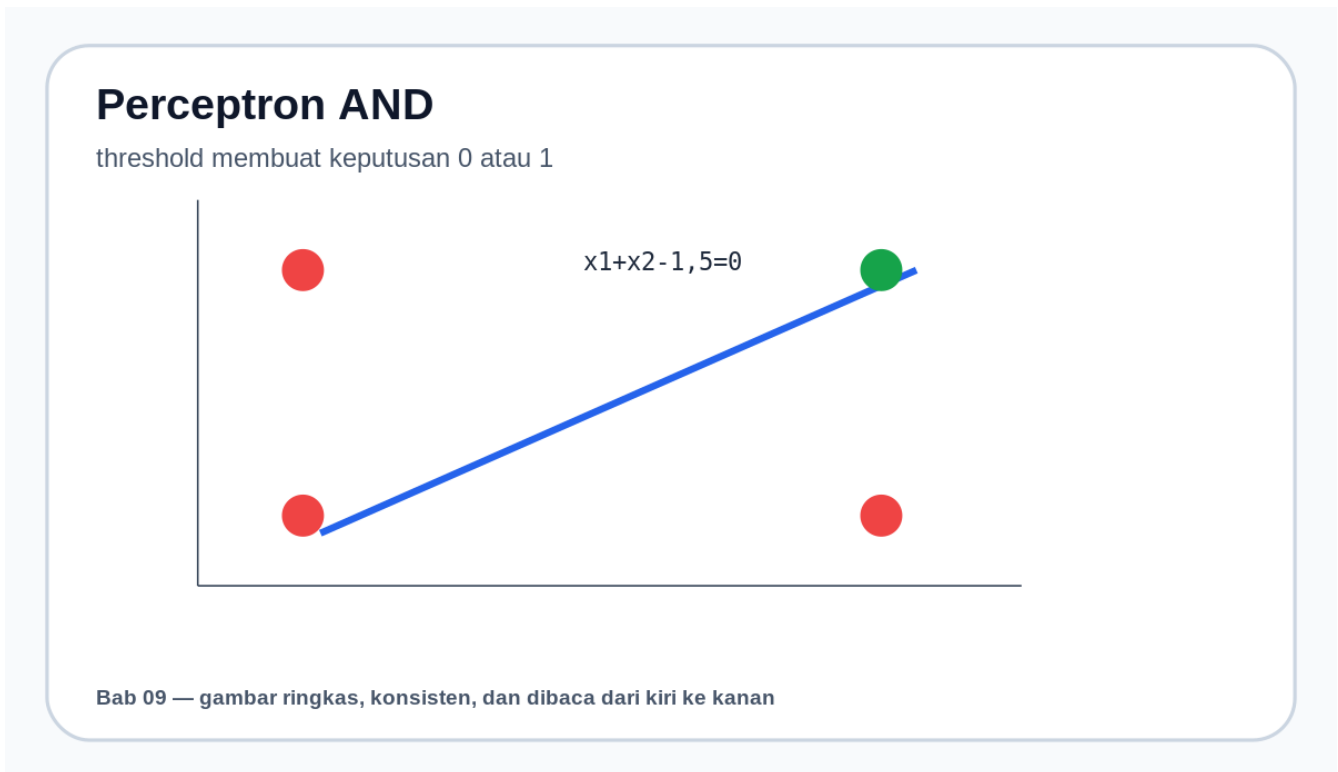 Perceptron AND
threshold membuat keputusan 0 atau 1
x1+x2-1,5=0
Bab 09 — gambar ringkas, konsisten, dan dibaca dari kiri ke kanan